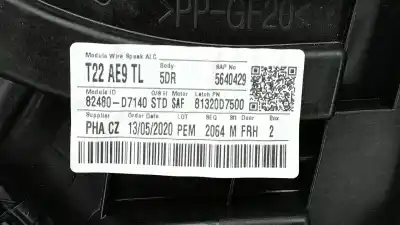 >PP-GF20<
Module Wire Speak ALC Body SAP No
T22 AE9 TL 5DR 5640429
Module ID G/B H Motor Latch PN
82480-D7140 STD SAF 81320D7500
Supplier Order Date LOT SEQ Bt Door Box
PHA CZ 13/05/2020 PEM 2064 M FRH 2